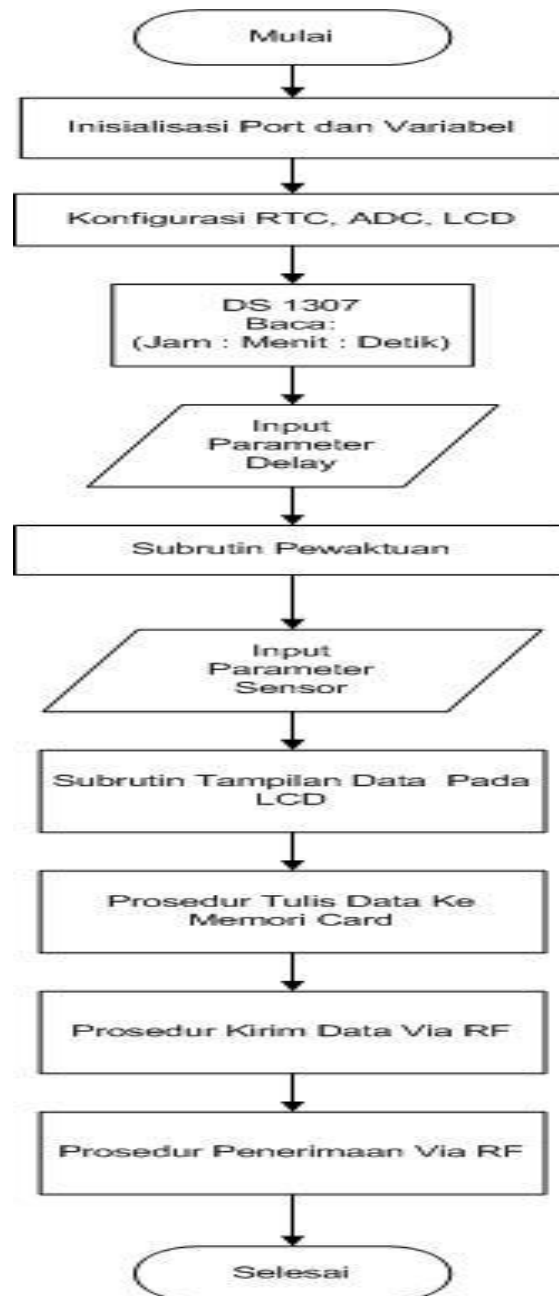 Mulai
Inisialisasi Port dan Variabel
Konfigurasi RTC, ADC, LCD
DS 1307
Baca:
(Jam : Menit : Detik)
Input
Parameter
Delay
Subrutin Pewaktuan
Input
Parameter
Sensor
Subrutin Tampilan Data Pada
LCD
Prosedur Tulis Data Ke
Memori Card
Prosedur Kirim Data Via RF
Prosedur Penerimaan Via RF
Selesai